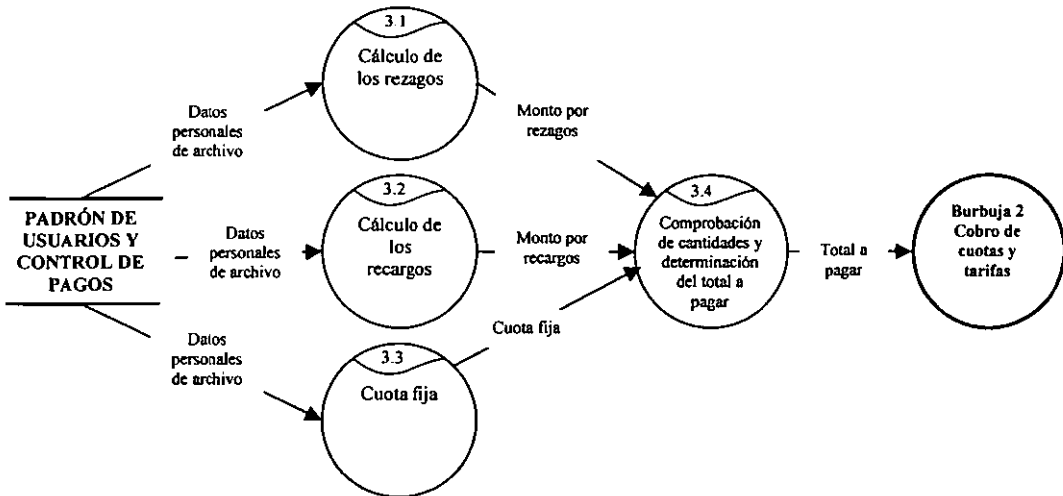 3.1
Cálculo de
los rezagos
Datos
personales
de archivo
Monto por
rezagos
PADRÓN DE
USUARIOS Y
CONTROL DE
PAGOS
Datos
personales
de archivo
3.2
Cálculo de
los
recargos
Monto por
recargos
3.4
Comprobación
de cantidades y
determinación
del total a
pagar
Total a
pagar
Burbuja 2
Cobro de
cuotas y
tarifas
Datos
personales
de archivo
3.3
Cuota fija
Cuota fija